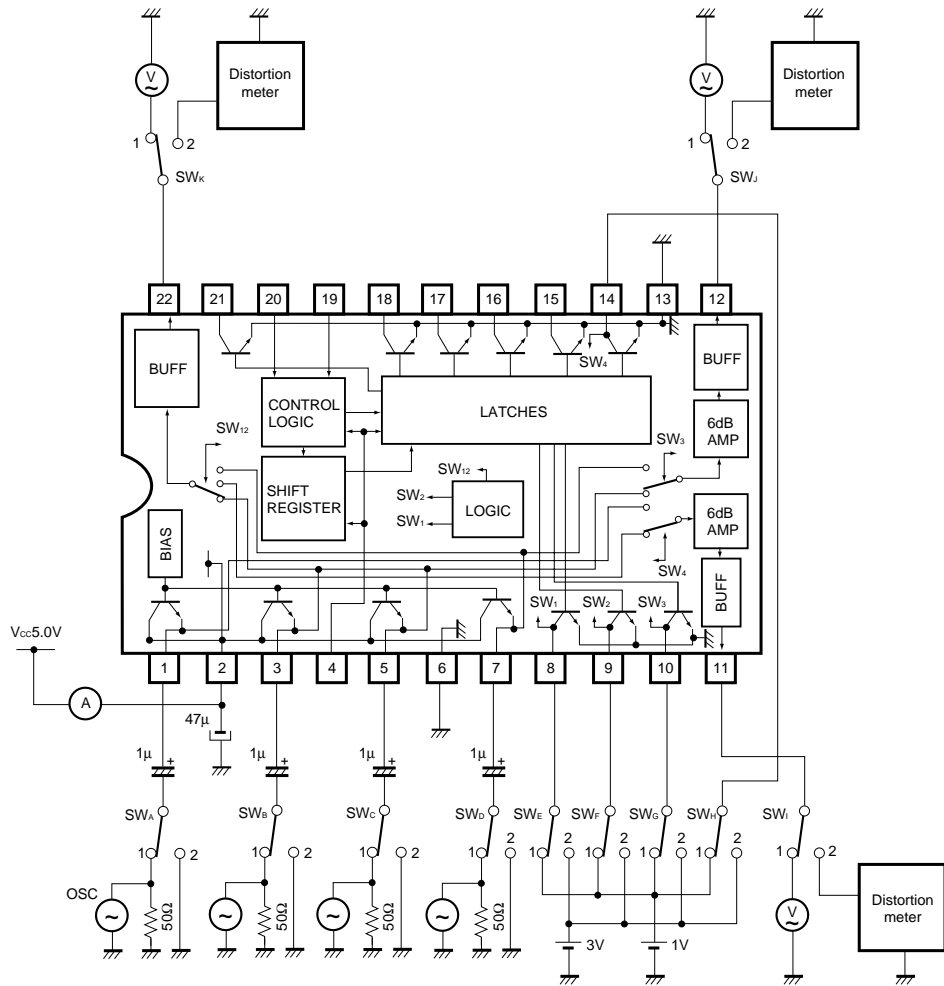 V
~
Distortion
meter
1
2
SWK
V
~
Distortion
meter
1
2
SWJ
22
21
20
19
18
17
16
15
14
13
12
BUFF
SW4
BUFF
CONTROL
LOGIC
LATCHES
6dB
AMP
SW12
SW3
SHIFT
REGISTER
SW12
SW2
SW1
LOGIC
6dB
AMP
BIAS
SW4
SW1
SW2
SW3
BUFF
VCC5.0V
1
2
3
4
5
6
7
8
9
10
11
A
47μ
1μ
+
1μ
+
1μ
+
1μ
+
SWA
SWB
SWC
SWD
SWE
SWF
SWG
SWH
SWI
1
2
1
2
1
2
1
2
1
2
1
2
1
2
1
2
1
2
OSC
~
50Ω
~
50Ω
~
50Ω
~
50Ω
3V
1V
V
~
Distortion
meter